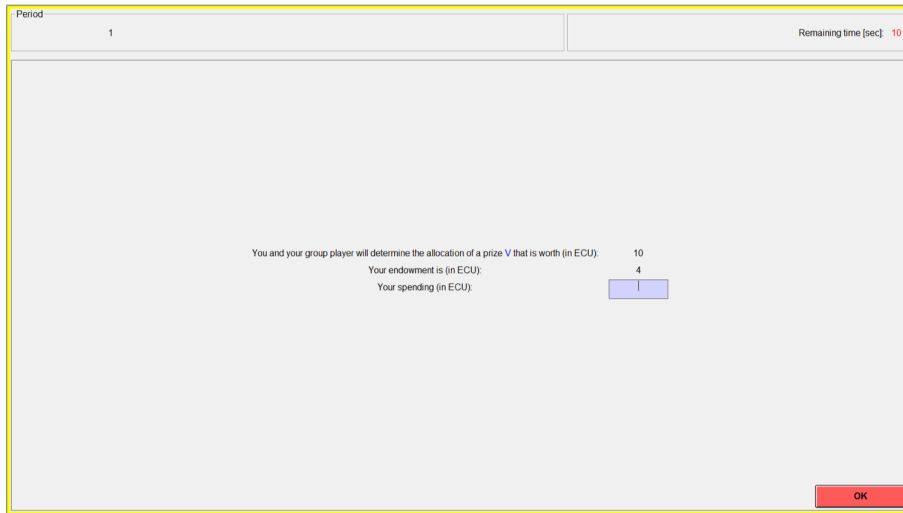 Period
1
Remaining time [sec]: 10
You and your group player will determine the allocation of a prize V that is worth (in ECU): 10
Your endowment is (in ECU): 4
Your spending (in ECU):
OK